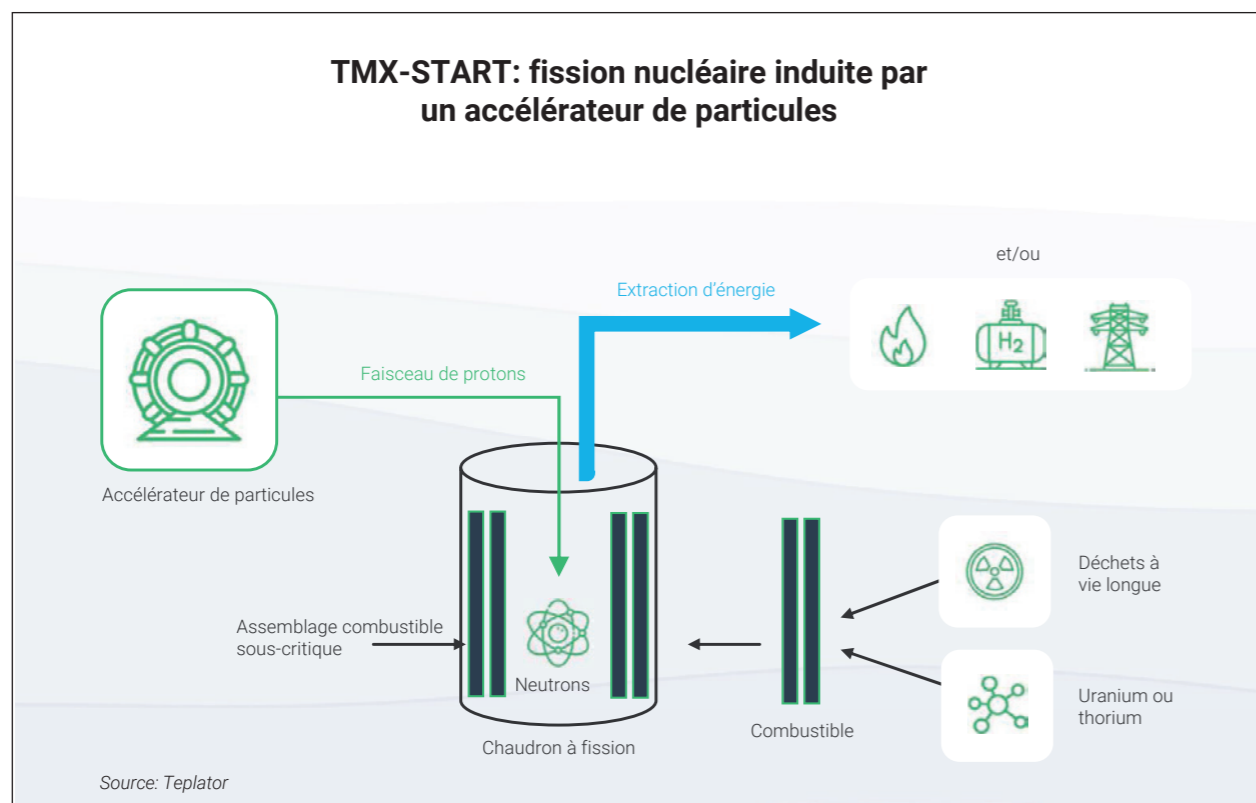 TMX-START: fission nucléaire induite par
un accélérateur de particules
et/ou
Extraction d’énergie
H2
Faisceau de protons
Accélérateur de particules
Déchets à
vie longue
Assemblage combustible
sous-critique
Neutrons
Uranium ou
thorium
Combustible
Chaudron à fission
Source: Teplator